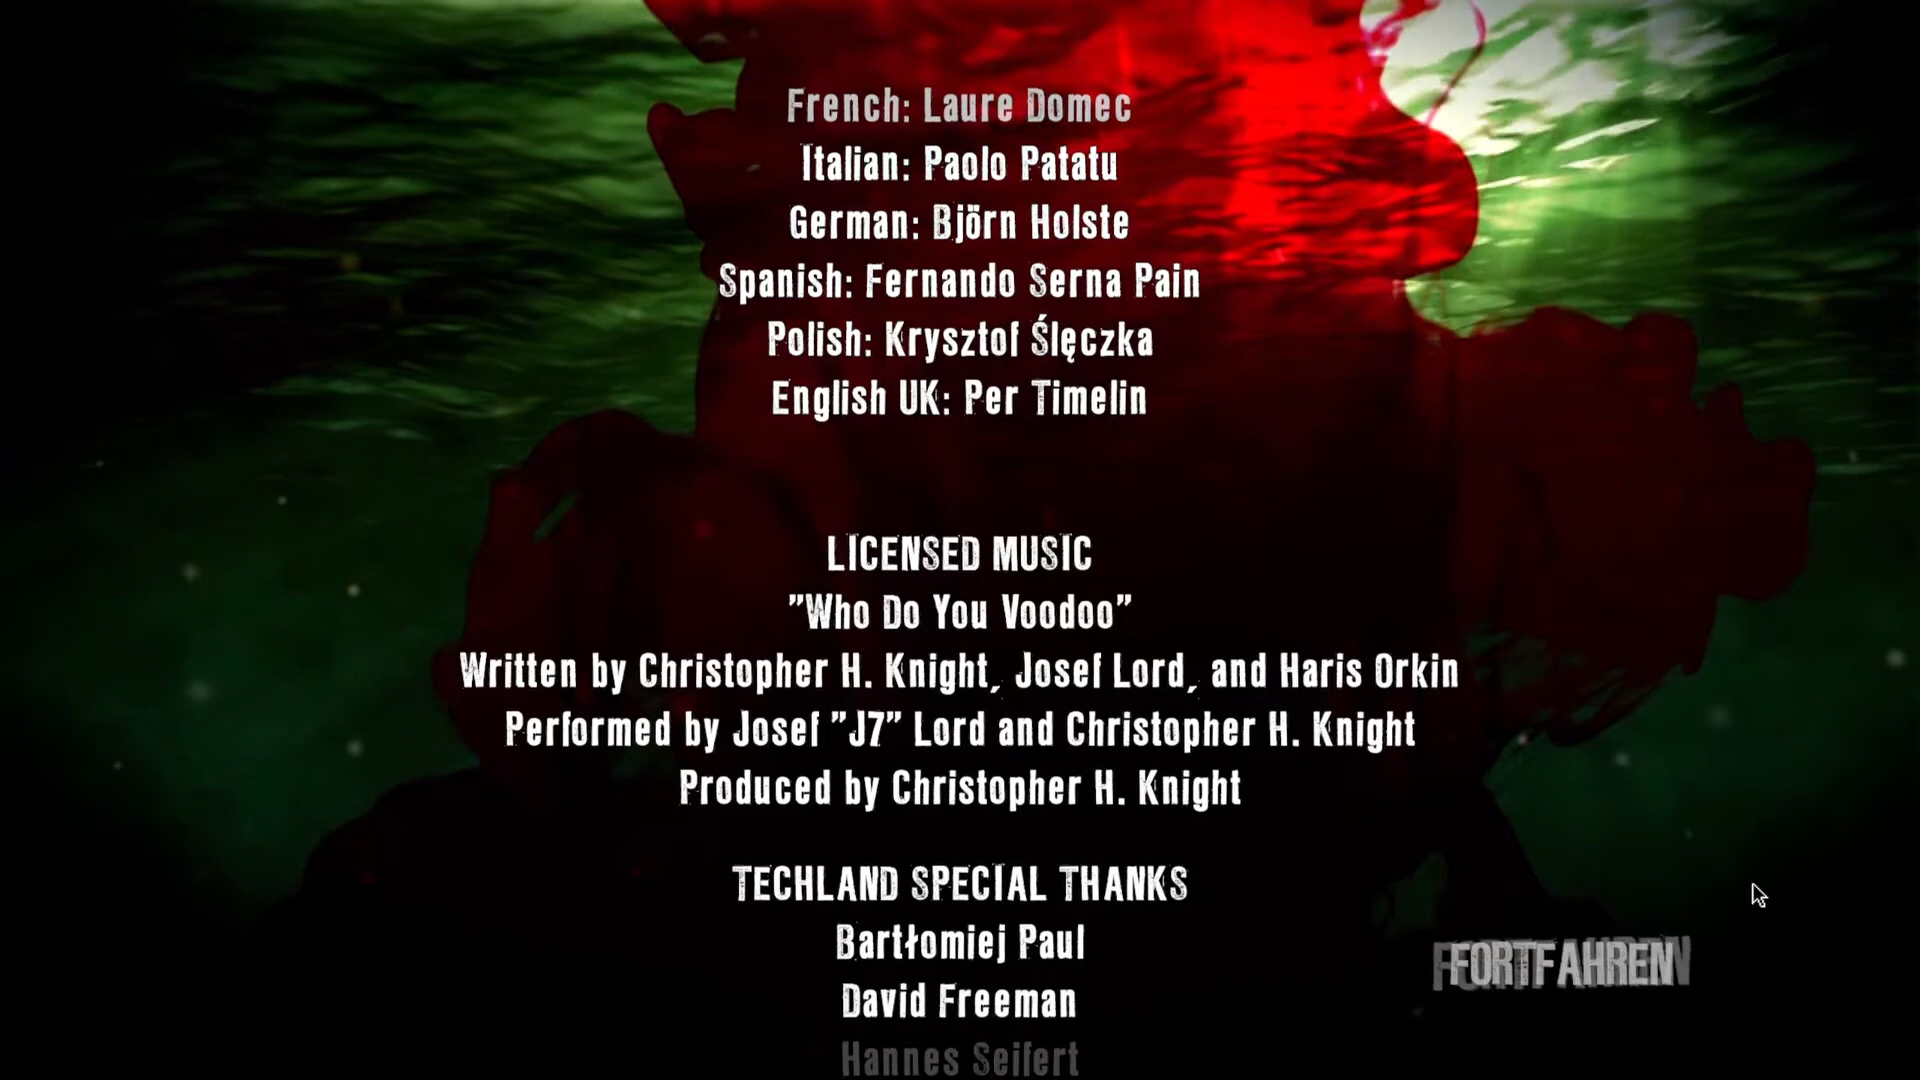 French: Laure Domec
Italian: Paolo Patatu
German: Björn Holste
Spanish: Fernando Serna Pain
Polish: Krysztof Ślęczka
English UK: Per Timelin
LICENSED MUSIC
"Who Do You Voodoo"
Written by Christopher H. Knight, Josef Lord, and Haris Orkin
Performed by Josef "J7" Lord and Christopher H. Knight
Produced by Christopher H. Knight
TECHLAND SPECIAL THANKS
Bartłomiej Paul
David Freeman
Hannes Seifert
FORTFAHREN